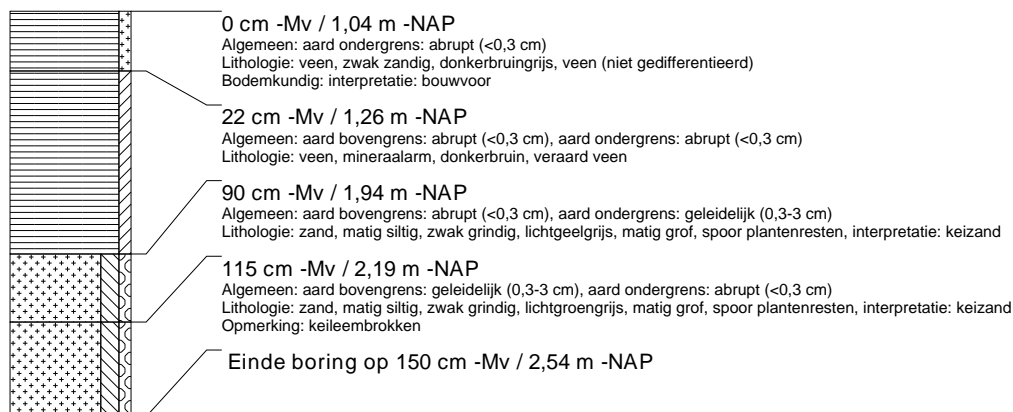 0 cm -Mv / 1,04 m -NAP
Algemeen: aard ondergrens: abrupt (<0,3 cm)
Lithologie: veen, zwak zandig, donkerbruingrijs, veen (niet gedifferentieerd)
Bodemkundig: interpretatie: bouwvoor
22 cm -Mv / 1,26 m -NAP
Algemeen: aard bovengrens: abrupt (<0,3 cm), aard ondergrens: abrupt (<0,3 cm)
Lithologie: veen, mineraalarm, donkerbruin, veraard veen
90 cm -Mv / 1,94 m -NAP
Algemeen: aard bovengrens: abrupt (<0,3 cm), aard ondergrens: geleidelijk (0,3-3 cm)
Lithologie: zand, matig siltig, zwak grindig, lichtgeelgrijs, matig grof, spoor plantenresten, interpretatie: keizand
115 cm -Mv / 2,19 m -NAP
Algemeen: aard bovengrens: geleidelijk (0,3-3 cm), aard ondergrens: abrupt (<0,3 cm)
Lithologie: zand, matig siltig, zwak grindig, lichtgroengrijs, matig grof, spoor plantenresten, interpretatie: keizand
Opmerking: keileembrokken
Einde boring op 150 cm -Mv / 2,54 m -NAP